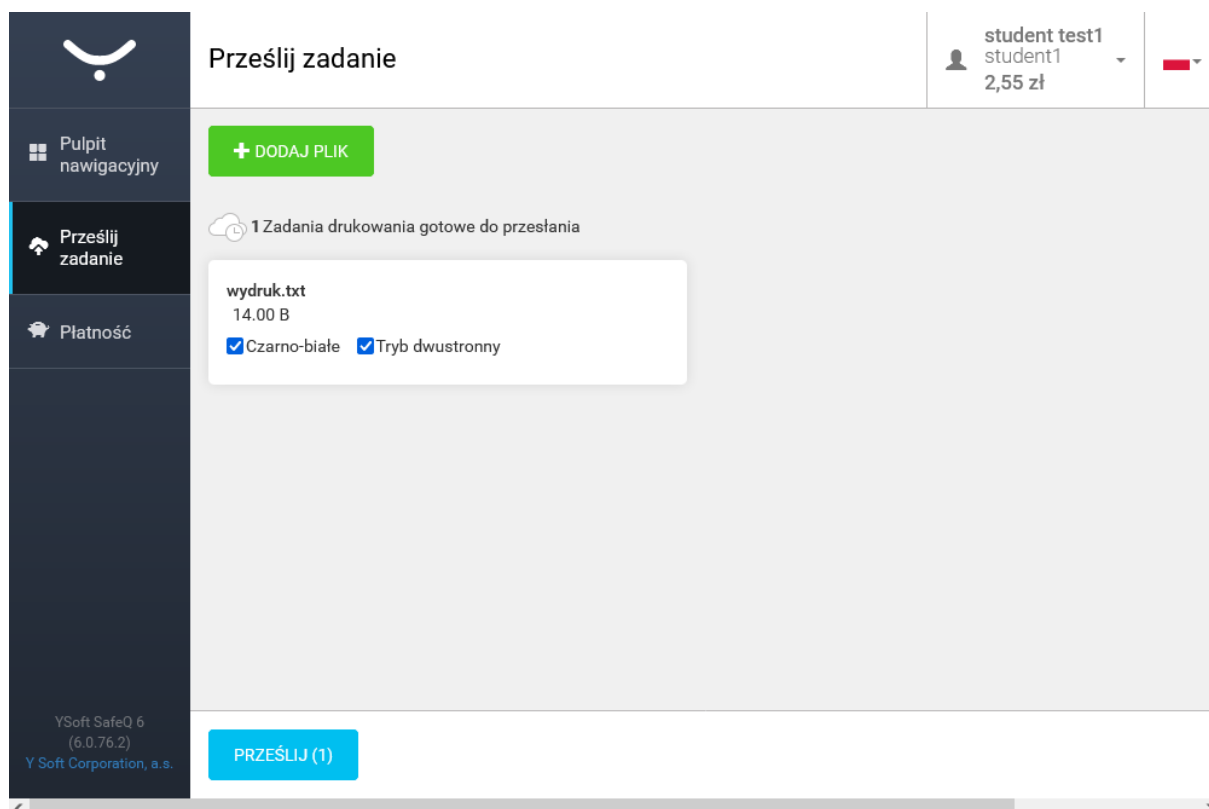 Prześlij zadanie
student test1
student1
2,55 zł
Pulpit
nawigacyjny
Prześlij
zadanie
Płatność
DODAJ PLIK
1 Zadania drukowania gotowe do przesłania
wydruk.txt
14.00 B
Czarno-białe Tryb dwustronny
YSoft SafeQ 6
(6.0.76.2)
Y Soft Corporation, a.s.
PRZEŚLIJ (1)